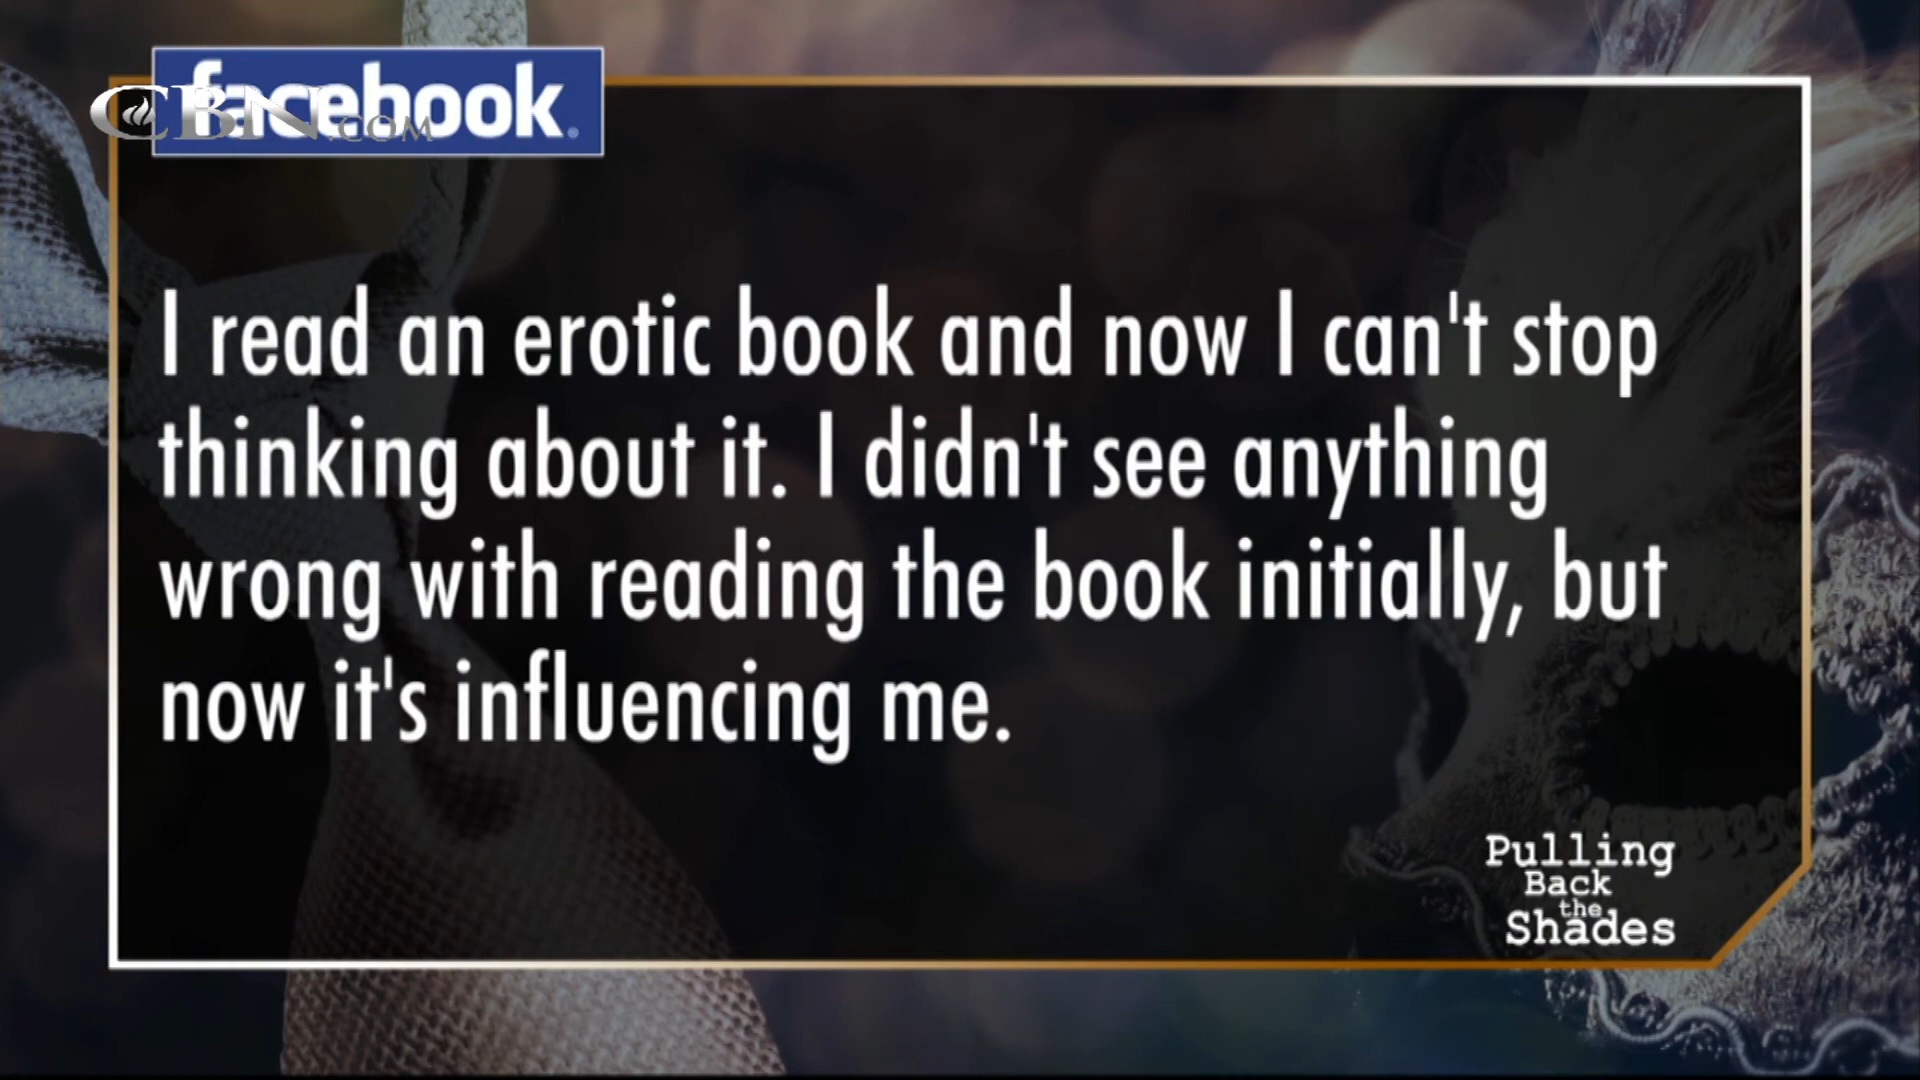 facebook
CBN.COM
I read an erotic book and now I can't stop
thinking about it. I didn't see anything
wrong with reading the book initially, but
now it's influencing me.
Pulling
Back
the
Shades